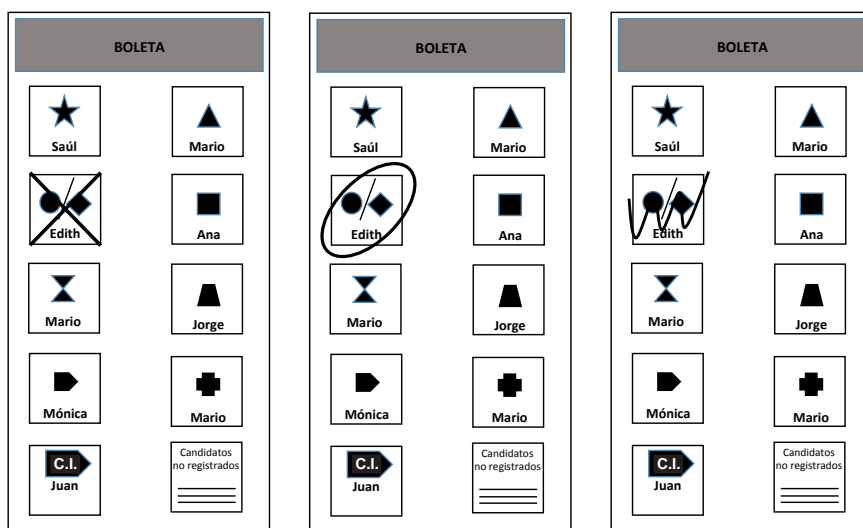 BOLETA
Saúl
Mario
Edith
Ana
Mario
Jorge
Mónica
Mario
C.I.
Juan
Candidatos
no registrados
BOLETA
Saúl
Mario
Edith
Ana
Mario
Jorge
Mónica
Mario
C.I.
Juan
Candidatos
no registrados
BOLETA
Saúl
Mario
Edith
Ana
Mario
Jorge
Mónica
Mario
C.I.
Juan
Candidatos
no registrados